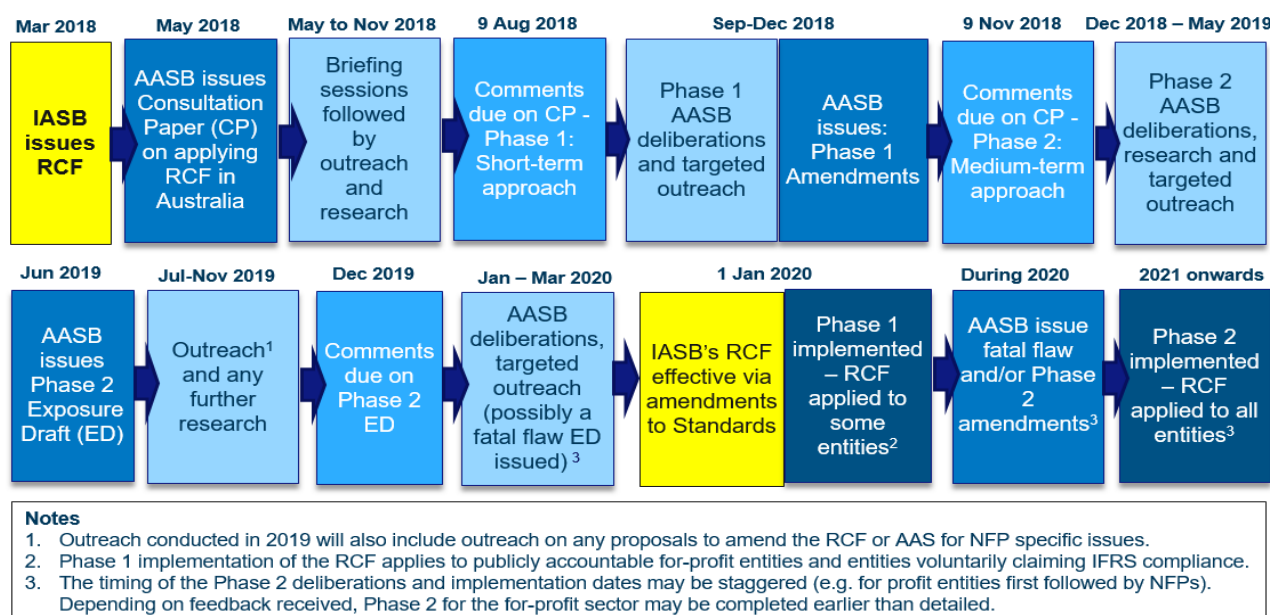 Mar 2018
May 2018
May to Nov 2018
9 Aug 2018
Sep-Dec 2018
9 Nov 2018
Dec 2018 – May 2019
IASB
issues
RCF
AASB issues
Consultation
Paper (CP)
on applying
RCF in
Australia
Briefing
sessions
followed
by
outreach
and
research
Comments
due on CP -
Phase 1:
Short-term
approach
Phase 1
AASB
deliberations
and targeted
outreach
AASB
issues:
Phase 1
Amendments
Comments
due on CP -
Phase 2:
Medium-term
approach
Phase 2
AASB
deliberations,
research and
targeted
outreach
Jun 2019
Jul-Nov 2019
Dec 2019
Jan – Mar 2020
1 Jan 2020
During 2020
2021 onwards
AASB
issues
Phase 2
Exposure
Draft (ED)
Outreach¹
and any
further
research
Comments
due on
Phase 2
ED
AASB
deliberations,
targeted
outreach
(possibly a
fatal flaw ED
issued) ³
IASB's RCF
effective via
amendments
to Standards
Phase 1
implemented
– RCF
applied to
some
entities²
AASB issue
fatal flaw
and/or Phase
2
amendments³
Phase 2
implemented
– RCF
applied to all
entities³
Notes
1. Outreach conducted in 2019 will also include outreach on any proposals to amend the RCF or AAS for NFP specific issues.
2. Phase 1 implementation of the RCF applies to publicly accountable for-profit entities and entities voluntarily claiming IFRS compliance.
3. The timing of the Phase 2 deliberations and implementation dates may be staggered (e.g. for profit entities first followed by NFPs).
Depending on feedback received, Phase 2 for the for-profit sector may be completed earlier than detailed.